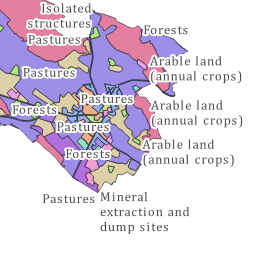 Isolated
structures
Pastures
Forests
Arable land
(annual crops)
Pastures
Pastures
Arable land
(annual crops)
Forests
Pastures
Arable land
(annual crops)
Forests
Pastures
Mineral
extraction and
dump sites